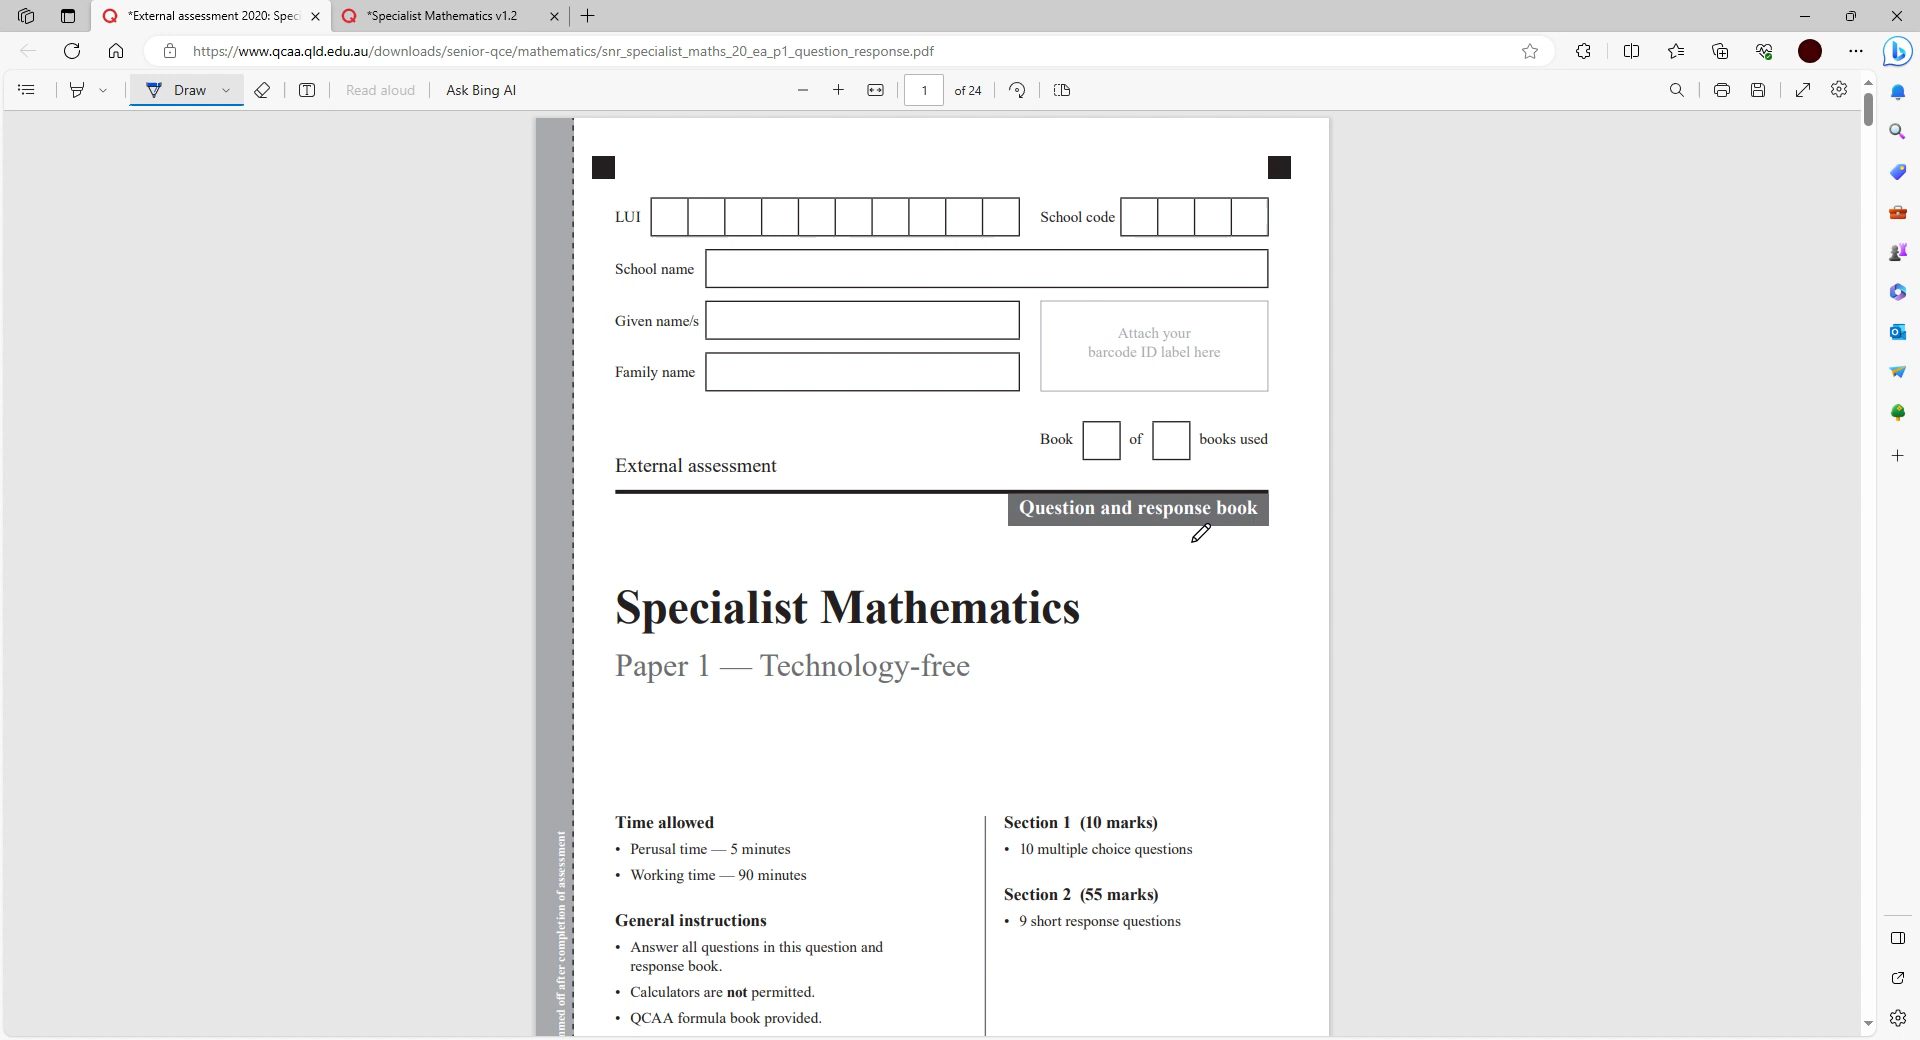 *External assessment 2020: Spec
*Specialist Mathematics v1.2
https://www.qcaa.qld.edu.au/downloads/senior-qce/mathematics/snr_specialist_maths_20_ea_p1_question_response.pdf
Draw
Read aloud
Ask Bing AI
1
of 24
LUI
School code
School name
Given name/s
Attach your
barcode ID label here
Family name
Book
of
books used
External assessment
Question and response book
Specialist Mathematics
Paper 1 — Technology-free
Time allowed
• Perusal time — 5 minutes
• Working time — 90 minutes
General instructions
• Answer all questions in this question and
response book.
• Calculators are not permitted.
• QCAA formula book provided.
Section 1 (10 marks)
• 10 multiple choice questions
Section 2 (55 marks)
• 9 short response questions
off after completion of assessment